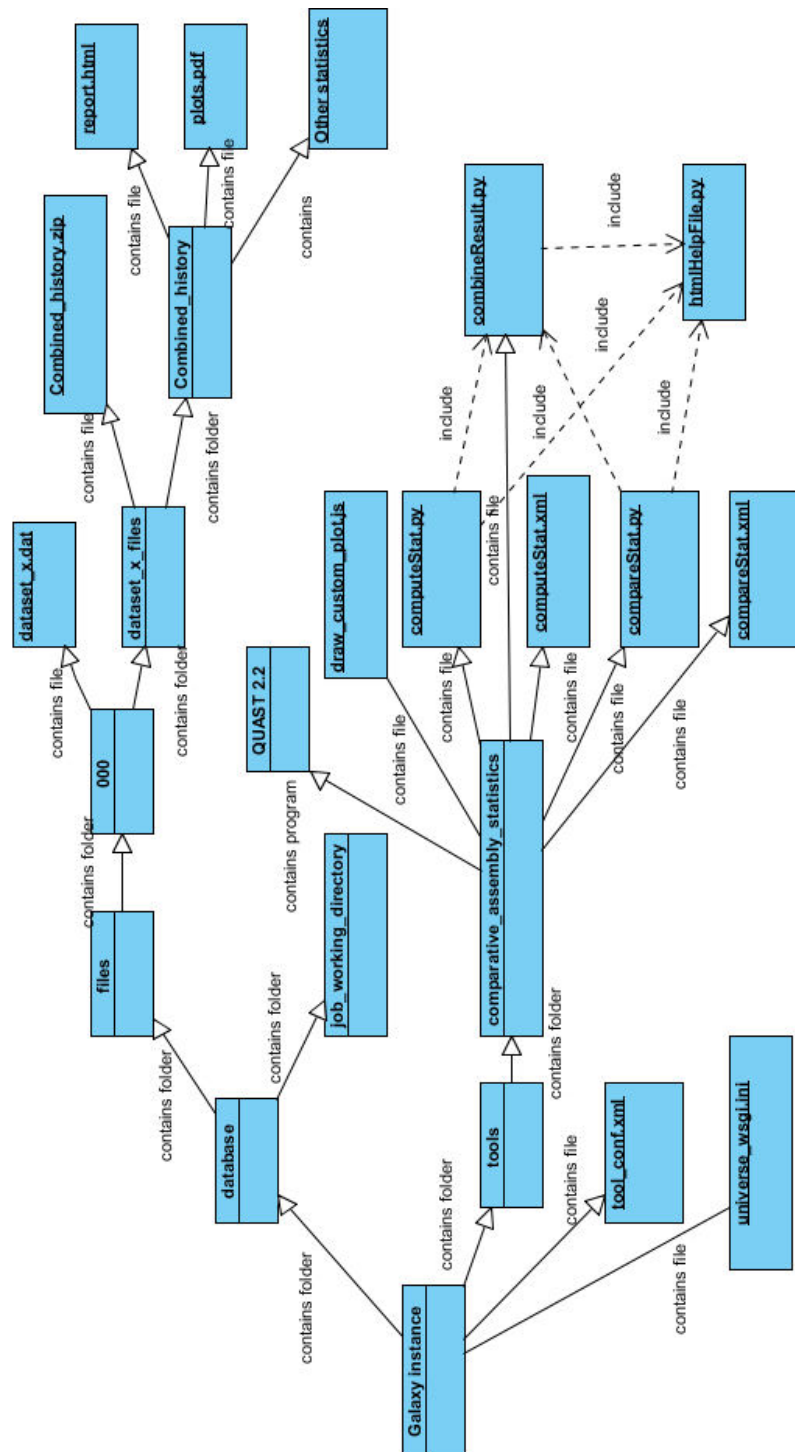 Galaxy instance
contains folder
contains folder
contains file
contains file
database
tools
tool_conf.xml
universe_wsgi.ini
contains folder
contains folder
contains folder
files
job_working_directory
comparative_assembly_statistics
contains folder
contains program
contains file
contains file
contains file
contains file
contains file
contains file
000
QUAST 2.2
draw_custom_plot.js
computeStat.py
computeStat.xml
compareStat.py
compareStat.xml
contains file
contains folder
dataset_x.dat
dataset_x_files
include
include
include
include
include
contains file
contains folder
Combined_history.zip
Combined_history
combineResult.py
htmlHelpFile.py
contains file
contains file
contains
report.html
plots.pdf
Other statistics